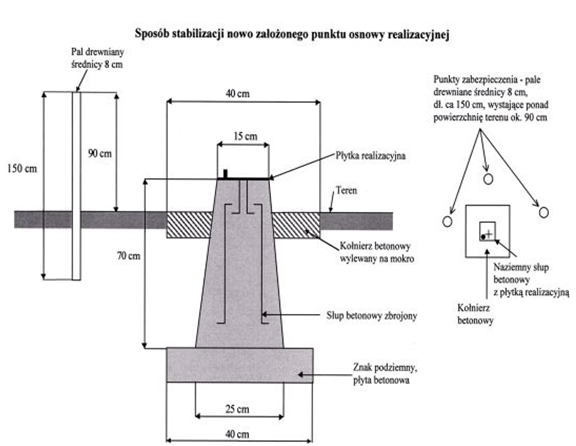 Sposób stabilizacji nowo założonego punktu osnowy realizacyjnej
Pal drewniany
średnicy 8 cm
40 cm
15 cm
150 cm
90 cm
Płytka realizacyjna
Teren
70 cm
Kołnierz betonowy
wylewany na mokro
Słup betonowy zbrojony
Znak podziemny,
płyta betonowa
25 cm
40 cm
Punkty zabezpieczenia - pale
drewniane średnicy 8 cm,
dł. ca 150 cm, wystające ponad
powierzchnię terenu ok. 90 cm
Naziemny słup
betonowy
z płytką realizacyjną
Kołnierz
betonowy